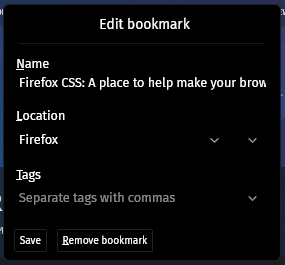 Edit bookmark
Name
Firefox CSS: A place to help make your brow
Location
Firefox
Tags
Separate tags with commas
Save
Remove bookmark